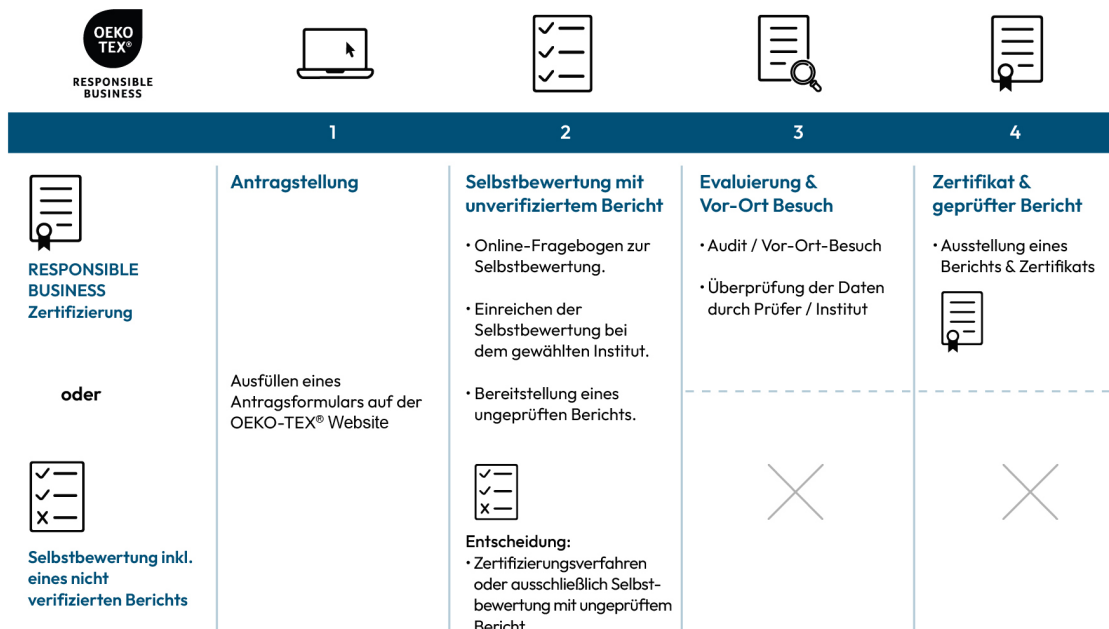 OEKO
TEX®
RESPONSIBLE
BUSINESS
1
2
3
4
RESPONSIBLE
BUSINESS
Zertifizierung
oder
Selbstbewertung inkl.
eines nicht
verifizierten Berichts
Antragstellung
Ausfüllen eines
Antragsformulars auf der
OEKO-TEX® Website
Selbstbewertung mit
unverifiziertem Bericht
• Online-Fragebogen zur
Selbstbewertung.
• Einreichen der
Selbstbewertung bei
dem gewählten Institut.
• Bereitstellung eines
ungeprüften Berichts.
Entscheidung:
• Zertifizierungsverfahren
oder ausschließlich Selbst-
bewertung mit ungeprüftem
Bericht
Evaluierung &
Vor-Ort Besuch
• Audit / Vor-Ort-Besuch
• Überprüfung der Daten
durch Prüfer / Institut
Zertifikat &
geprüfter Bericht
• Ausstellung eines
Berichts & Zertifikats